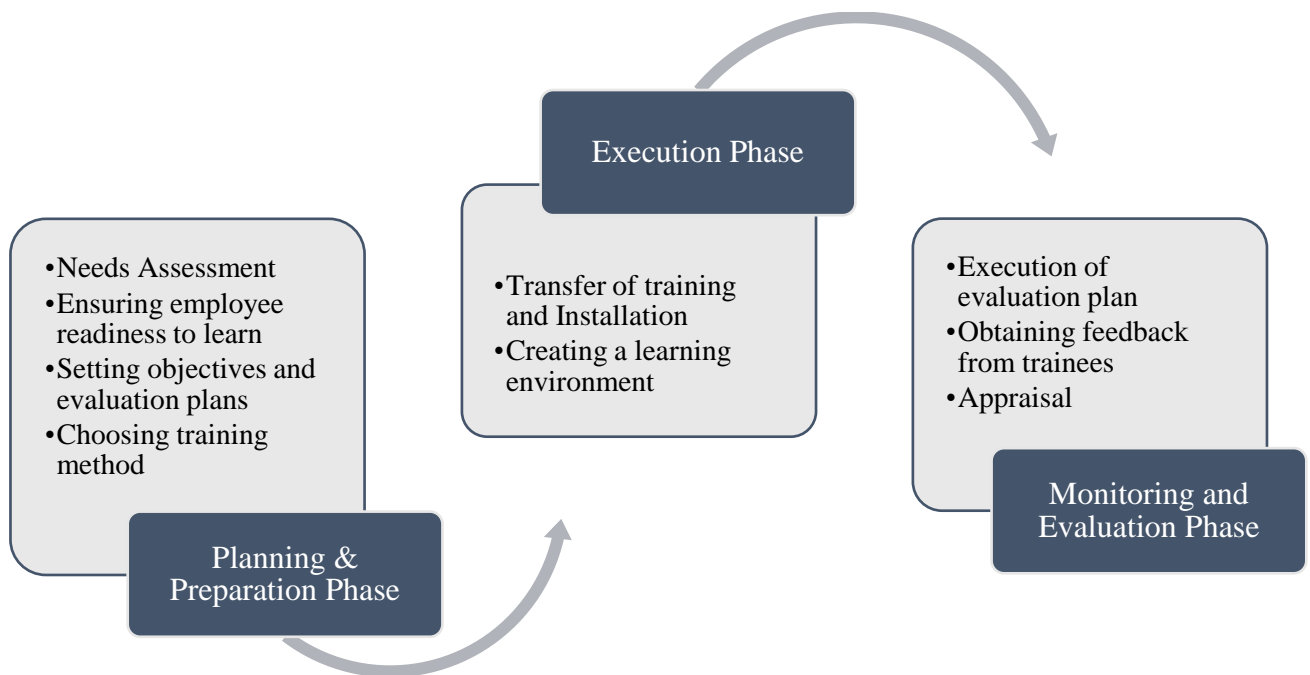 •Needs Assessment
•Ensuring employee
readiness to learn
•Setting objectives and
evaluation plans
•Choosing training
method
Planning &
Preparation Phase
Execution Phase
•Transfer of training
and Installation
•Creating a learning
environment
•Execution of
evaluation plan
•Obtaining feedback
from trainees
•Appraisal
Monitoring and
Evaluation Phase